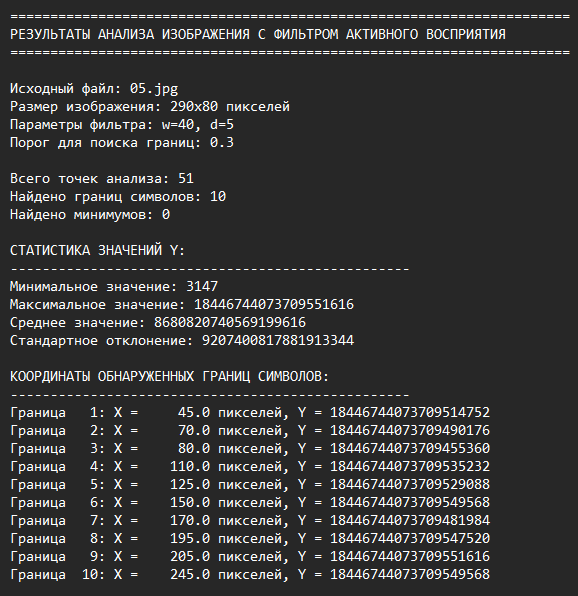 ======================================================================
РЕЗУЛЬТАТЫ АНАЛИЗА ИЗОБРАЖЕНИЯ С ФИЛЬТРОМ АКТИВНОГО ВОСПРИЯТИЯ
======================================================================
Исходный файл: 05.jpg
Размер изображения: 290x80 пикселей
Параметры фильтра: w=40, d=5
Порог для поиска границ: 0.3
Всего точек анализа: 51
Найдено границ символов: 10
Найдено минимумов: 0
СТАТИСТИКА ЗНАЧЕНИЙ Y:
--------------------------------------------------
Минимальное значение: 3147
Максимальное значение: 18446744073709551616
Среднее значение: 8680820740569199616
Стандартное отклонение: 9207400817881913344
КООРДИНАТЫ ОБНАРУЖЕННЫХ ГРАНИЦ СИМВОЛОВ:
--------------------------------------------------
Граница   1: X =     45.0 пикселей, Y = 18446744073709514752
Граница   2: X =     70.0 пикселей, Y = 18446744073709490176
Граница   3: X =     80.0 пикселей, Y = 18446744073709455360
Граница   4: X =    110.0 пикселей, Y = 18446744073709535232
Граница   5: X =    125.0 пикселей, Y = 18446744073709529088
Граница   6: X =    150.0 пикселей, Y = 18446744073709549568
Граница   7: X =    170.0 пикселей, Y = 18446744073709481984
Граница   8: X =    195.0 пикселей, Y = 18446744073709547520
Граница   9: X =    205.0 пикселей, Y = 18446744073709551616
Граница  10: X =    245.0 пикселей, Y = 18446744073709549568